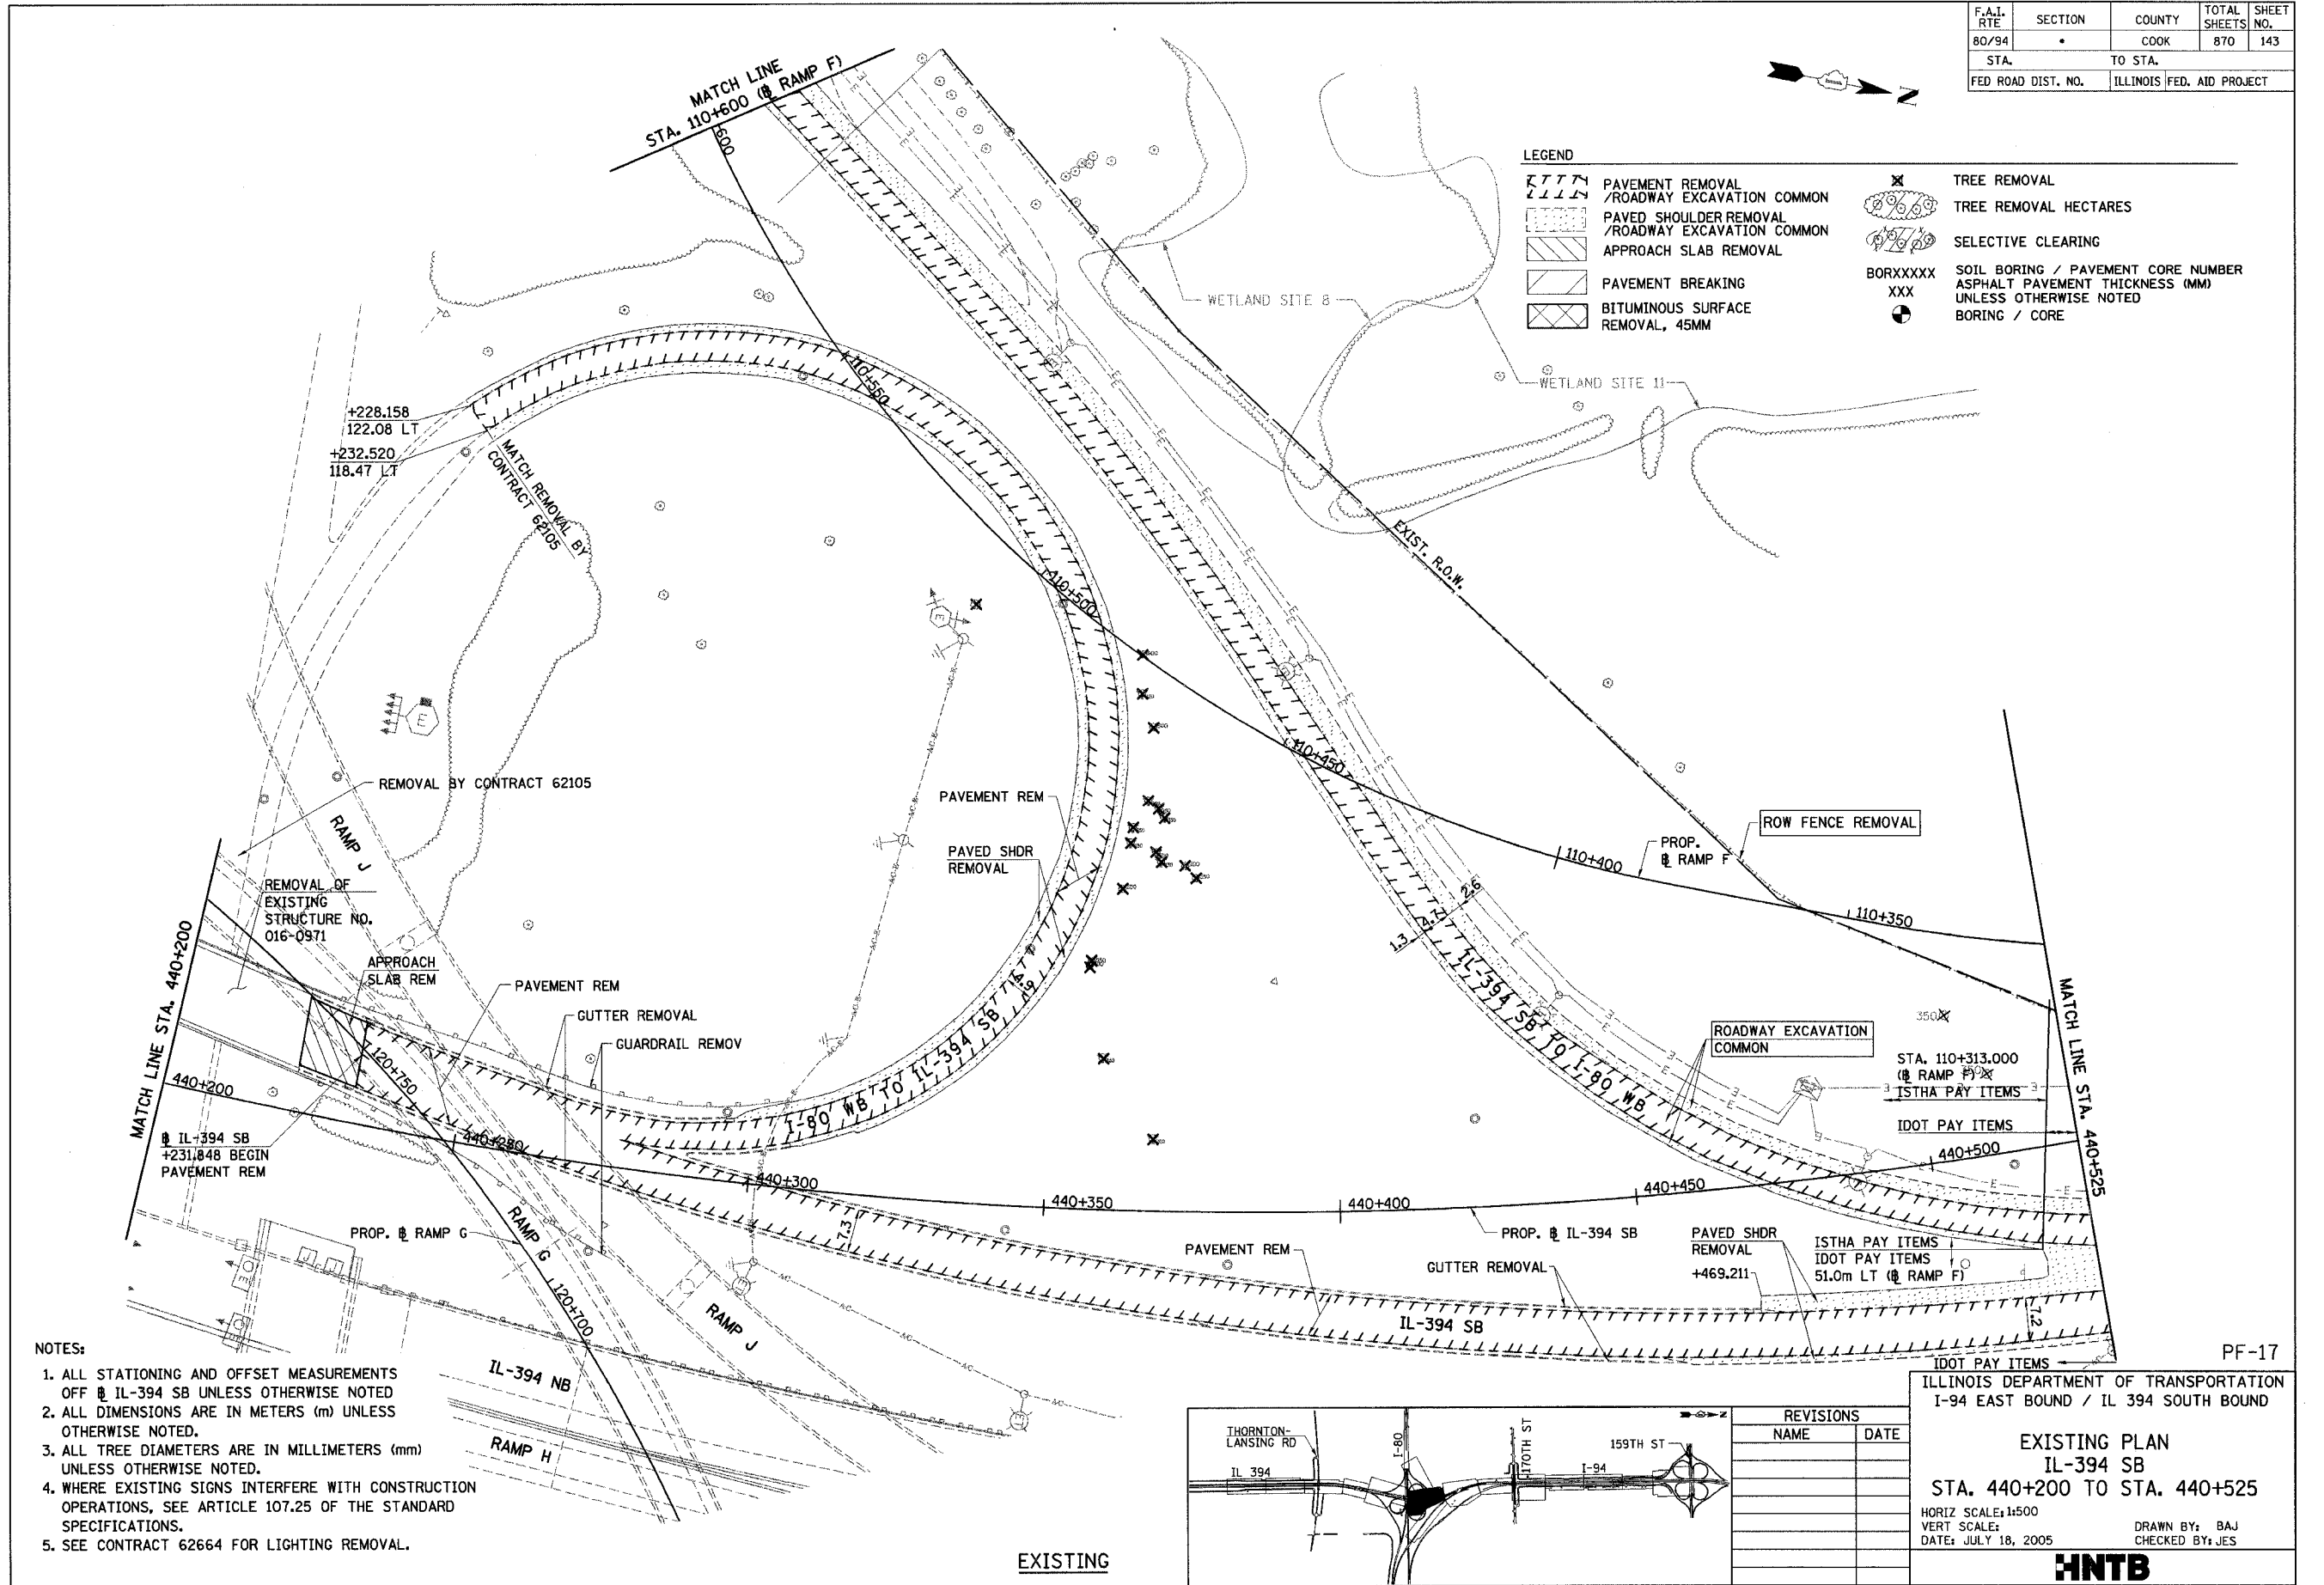 F.A.I. RTE
SECTION
COUNTY
TOTAL SHEETS
SHEET NO.
80/94
•
COOK
870
143
STA.
TO STA.
FED ROAD DIST. NO.
ILLINOIS
FED. AID PROJECT
MATCH LINE
STA. 110+600 (℄ RAMP F)
600
N
LEGEND
PAVEMENT REMOVAL
/ROADWAY EXCAVATION COMMON
PAVED SHOULDER REMOVAL
/ROADWAY EXCAVATION COMMON
APPROACH SLAB REMOVAL
PAVEMENT BREAKING
BITUMINOUS SURFACE
REMOVAL, 45MM
TREE REMOVAL
TREE REMOVAL HECTARES
SELECTIVE CLEARING
BORXXXXX
XXX
SOIL BORING / PAVEMENT CORE NUMBER
ASPHALT PAVEMENT THICKNESS (MM)
UNLESS OTHERWISE NOTED
BORING / CORE
WETLAND SITE 8
WETLAND SITE 11
110+550
+228.158
122.08 LT
+232.520
118.47 LT
MATCH REMOVAL BY
CONTRACT 62105
EXIST. R.O.W.
110+500
110+450
REMOVAL BY CONTRACT 62105
RAMP J
PAVEMENT REM
PAVED SHDR
REMOVAL
ROW FENCE REMOVAL
PROP.
℄ RAMP F
110+400
110+350
2.6
4.7
1.3
REMOVAL OF
EXISTING
STRUCTURE NO.
016-0971
APPROACH
SLAB REM
PAVEMENT REM
GUTTER REMOVAL
GUARDRAIL REMOV
MATCH LINE STA. 440+200
440+200
120+750
4.9
I-80 WB TO IL-394 SB
IL-394 SB TO I-80 WB
ROADWAY EXCAVATION
COMMON
350
STA. 110+313.000
(℄ RAMP F)
ISTHA PAY ITEMS
IDOT PAY ITEMS
MATCH LINE STA. 440+525
℄ IL-394 SB
+231.848 BEGIN
PAVEMENT REM
440+250
440+300
440+350
440+400
440+450
440+500
PROP. ℄ RAMP G
RAMP G
120+700
RAMP J
7.3
PAVEMENT REM
PROP. ℄ IL-394 SB
GUTTER REMOVAL
PAVED SHDR
REMOVAL
+469.211
ISTHA PAY ITEMS
IDOT PAY ITEMS
51.0m LT (℄ RAMP F)
IL-394 SB
7.2
IDOT PAY ITEMS
IL-394 NB
RAMP H
NOTES:
1. ALL STATIONING AND OFFSET MEASUREMENTS
OFF ℄ IL-394 SB UNLESS OTHERWISE NOTED
2. ALL DIMENSIONS ARE IN METERS (m) UNLESS
OTHERWISE NOTED.
3. ALL TREE DIAMETERS ARE IN MILLIMETERS (mm)
UNLESS OTHERWISE NOTED.
4. WHERE EXISTING SIGNS INTERFERE WITH CONSTRUCTION
OPERATIONS, SEE ARTICLE 107.25 OF THE STANDARD
SPECIFICATIONS.
5. SEE CONTRACT 62664 FOR LIGHTING REMOVAL.
EXISTING
THORNTON-
LANSING RD
IL 394
I-80
170TH ST
I-94
159TH ST
N
REVISIONS
NAME
DATE
PF-17
ILLINOIS DEPARTMENT OF TRANSPORTATION
I-94 EAST BOUND / IL 394 SOUTH BOUND
EXISTING PLAN
IL-394 SB
STA. 440+200 TO STA. 440+525
HORIZ SCALE: 1:500
VERT SCALE:
DATE: JULY 18, 2005
DRAWN BY: BAJ
CHECKED BY: JES
HNTB